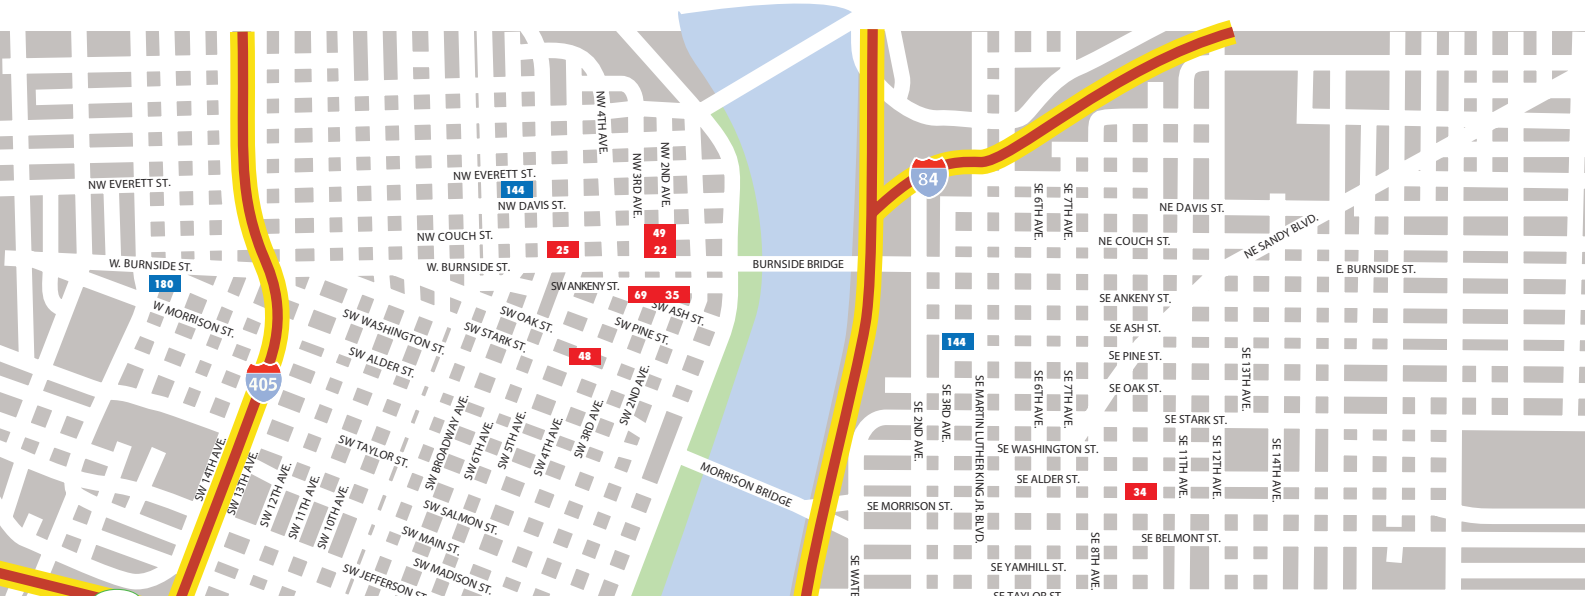 NW 4TH AVE.
NW 3RD AVE.
NW 2ND AVE.
NW EVERETT ST.
NW EVERETT ST.
144
NW DAVIS ST.
84
SE 6TH AVE.
SE 7TH AVE.
NE DAVIS ST.
NW COUCH ST.
25
49
22
NE COUCH ST.
NE SANDY BLVD.
W. BURNSIDE ST.
W. BURNSIDE ST.
BURNSIDE BRIDGE
E. BURNSIDE ST.
180
SW ANKENY ST.
69
35
SE ANKENY ST.
W MORRISON ST.
SW WASHINGTON ST.
SW OAK ST.
SW ASH ST.
SW STARK ST.
SW PINE ST.
SE ASH ST.
144
SW ALDER ST.
48
SE PINE ST.
405
SE 13TH AVE.
SW 2ND AVE.
SE 6TH AVE.
SE 7TH AVE.
SE OAK ST.
SE 2ND AVE.
SE 3RD AVE.
SE MARTIN LUTHER KING JR. BLVD.
SW BROADWAY AVE.
SW 6TH AVE.
SW 5TH AVE.
SW 4TH AVE.
SW 3RD AVE.
SE STARK ST.
SW TAYLOR ST.
SE WASHINGTON ST.
SE 11TH AVE.
SE 12TH AVE.
SE 14TH AVE.
SW 14TH AVE.
SW 13TH AVE.
SW 12TH AVE.
SW 11TH AVE.
SW 10TH AVE.
MORRISON BRIDGE
SE ALDER ST.
34
SE MORRISON ST.
SW SALMON ST.
SW MAIN ST.
SE BELMONT ST.
SE 8TH AVE.
SW MADISON ST.
SW JEFFERSON ST.
SE YAMHILL ST.
SE WATE
SE TAYLOR ST.